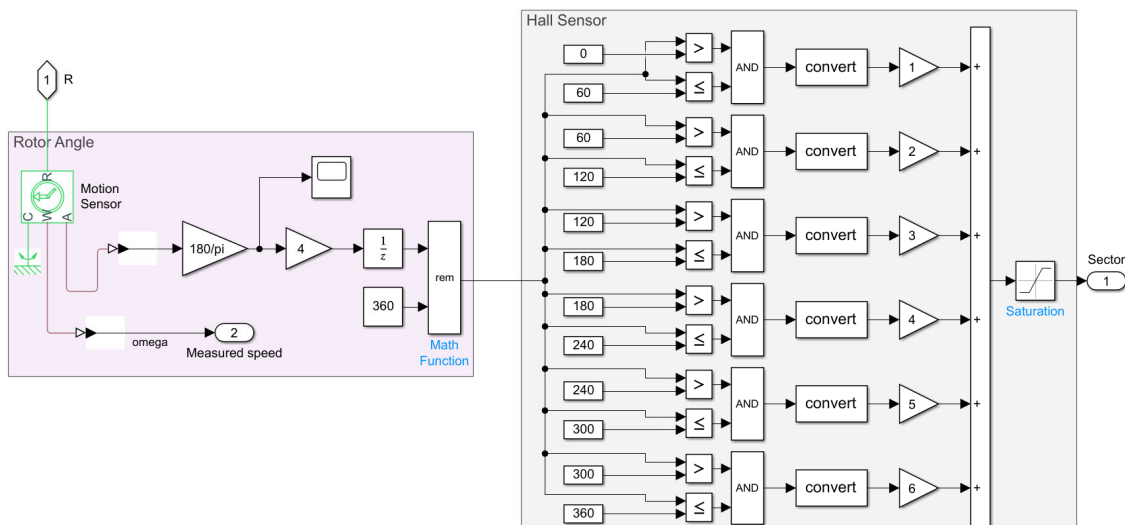 Hall Sensor
1
R
0
>
≤
60
AND
convert
1
+
Rotor Angle
60
>
≤
120
AND
convert
2
+
R
C
W
A
Motion
Sensor
180/pi
4
1
z
360
rem
Math
Function
omega
2
Measured speed
120
>
≤
180
AND
convert
3
+
180
>
≤
240
AND
convert
4
+
240
>
≤
300
AND
convert
5
+
300
>
≤
360
AND
convert
6
+
Saturation
Sector
1